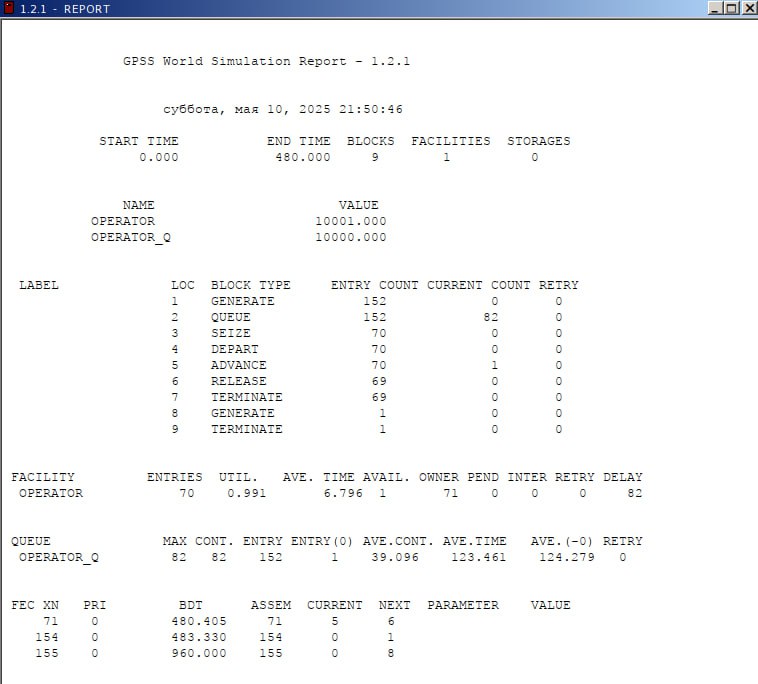 1.2.1 - REPORT
GPSS World Simulation Report - 1.2.1
суббота, мая 10, 2025 21:50:46
START TIME END TIME BLOCKS FACILITIES STORAGES
0.000 480.000 9 1 0
NAME VALUE
OPERATOR 10001.000
OPERATOR_Q 10000.000
LABEL LOC BLOCK TYPE ENTRY COUNT CURRENT COUNT RETRY
1 GENERATE 152 0 0
2 QUEUE 152 82 0
3 SEIZE 70 0 0
4 DEPART 70 0 0
5 ADVANCE 70 1 0
6 RELEASE 69 0 0
7 TERMINATE 69 0 0
8 GENERATE 1 0 0
9 TERMINATE 1 0 0
FACILITY ENTRIES UTIL. AVE. TIME AVAIL. OWNER PEND INTER RETRY DELAY
OPERATOR 70 0.991 6.796 1 71 0 0 0 82
QUEUE MAX CONT. ENTRY ENTRY(0) AVE.CONT. AVE.TIME AVE.(-0) RETRY
OPERATOR_Q 82 82 152 1 39.096 123.461 124.279 0
FEC XN PRI BDT ASSEM CURRENT NEXT PARAMETER VALUE
71 0 480.405 71 5 6
154 0 483.330 154 0 1
155 0 960.000 155 0 8